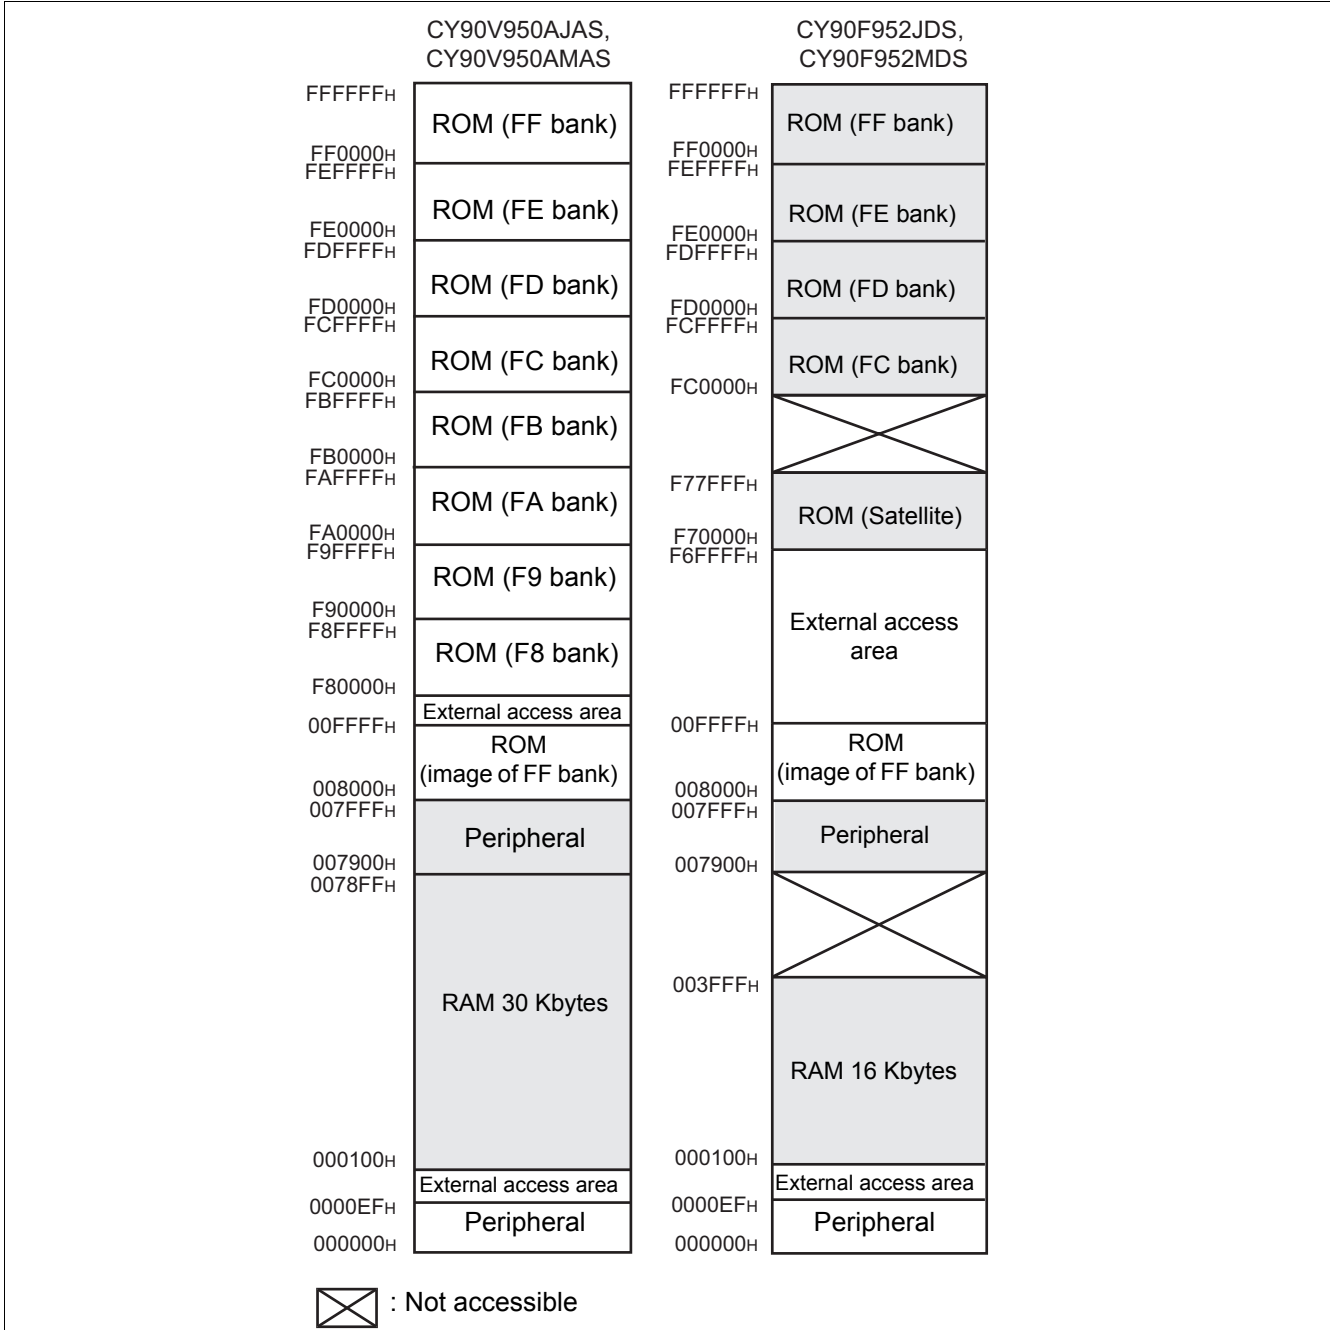 CY90V950AJAS,
CY90V950AMAS
FFFFFFH
ROM (FF bank)
FF0000H
FEFFFFH
ROM (FE bank)
FE0000H
FDFFFFH
ROM (FD bank)
FD0000H
FCFFFFH
ROM (FC bank)
FC0000H
FBFFFFH
ROM (FB bank)
FB0000H
FAFFFFH
ROM (FA bank)
FA0000H
F9FFFFH
ROM (F9 bank)
F90000H
F8FFFFH
ROM (F8 bank)
F80000H
External access area
00FFFFH
ROM
(image of FF bank)
008000H
007FFFH
Peripheral
007900H
0078FFH
RAM 30 Kbytes
000100H
External access area
0000EFH
Peripheral
000000H
CY90F952JDS,
CY90F952MDS
FFFFFFH
ROM (FF bank)
FF0000H
FEFFFFH
ROM (FE bank)
FE0000H
FDFFFFH
ROM (FD bank)
FD0000H
FCFFFFH
ROM (FC bank)
FC0000H
F77FFFH
ROM (Satellite)
F70000H
F6FFFFH
External access
area
00FFFFH
ROM
(image of FF bank)
008000H
007FFFH
Peripheral
007900H
003FFFH
RAM 16 Kbytes
000100H
External access area
0000EFH
Peripheral
000000H
: Not accessible